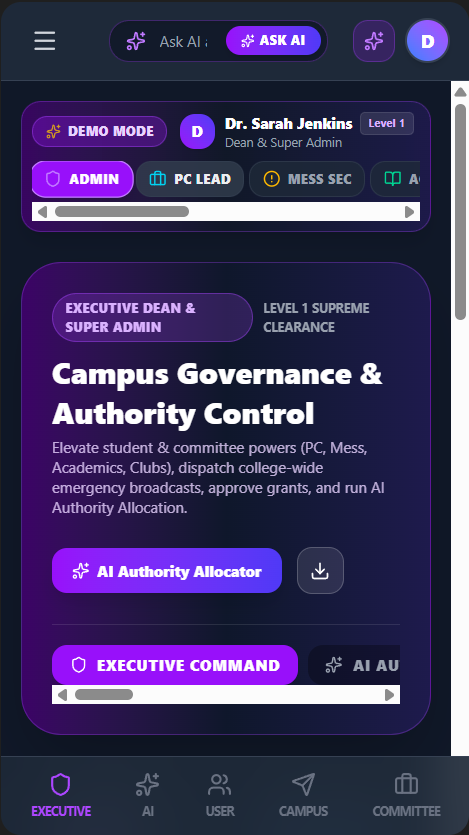 Ask AI
ASK AI
D
DEMO MODE
D
Dr. Sarah Jenkins
Level 1
Dean & Super Admin
ADMIN
PC LEAD
MESS SEC
EXECUTIVE DEAN &
SUPER ADMIN
LEVEL 1 SUPREME
CLEARANCE
Campus Governance &
Authority Control
Elevate student & committee powers (PC, Mess,
Academics, Clubs), dispatch college-wide
emergency broadcasts, approve grants, and run AI
Authority Allocation.
AI Authority Allocator
EXECUTIVE COMMAND
AI AU
EXECUTIVE
AI
USER
CAMPUS
COMMITTEE